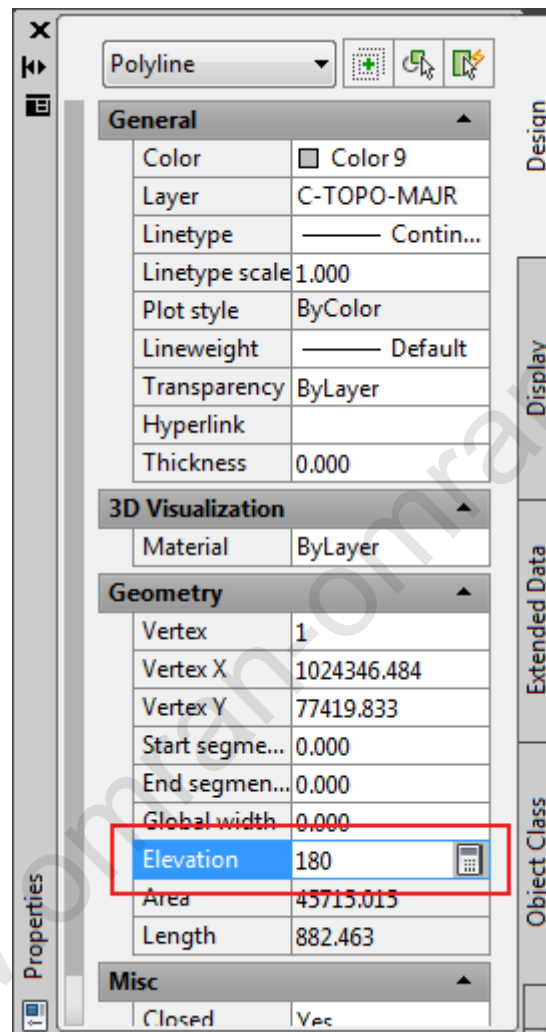 Polyline
General
Color Color 9
Layer C-TOPO-MAJR
Linetype Contin...
Linetype scale 1.000
Plot style ByColor
Lineweight Default
Transparency ByLayer
Hyperlink
Thickness 0.000
3D Visualization
Material ByLayer
Geometry
Vertex 1
Vertex X 1024346.484
Vertex Y 77419.833
Start segme... 0.000
End segmen... 0.000
Global width 0.000
Elevation 180
Area 45715.015
Length 882.463
Misc
Closed Yes
Properties
Design
Display
Extended Data
Object Class
omran-omran